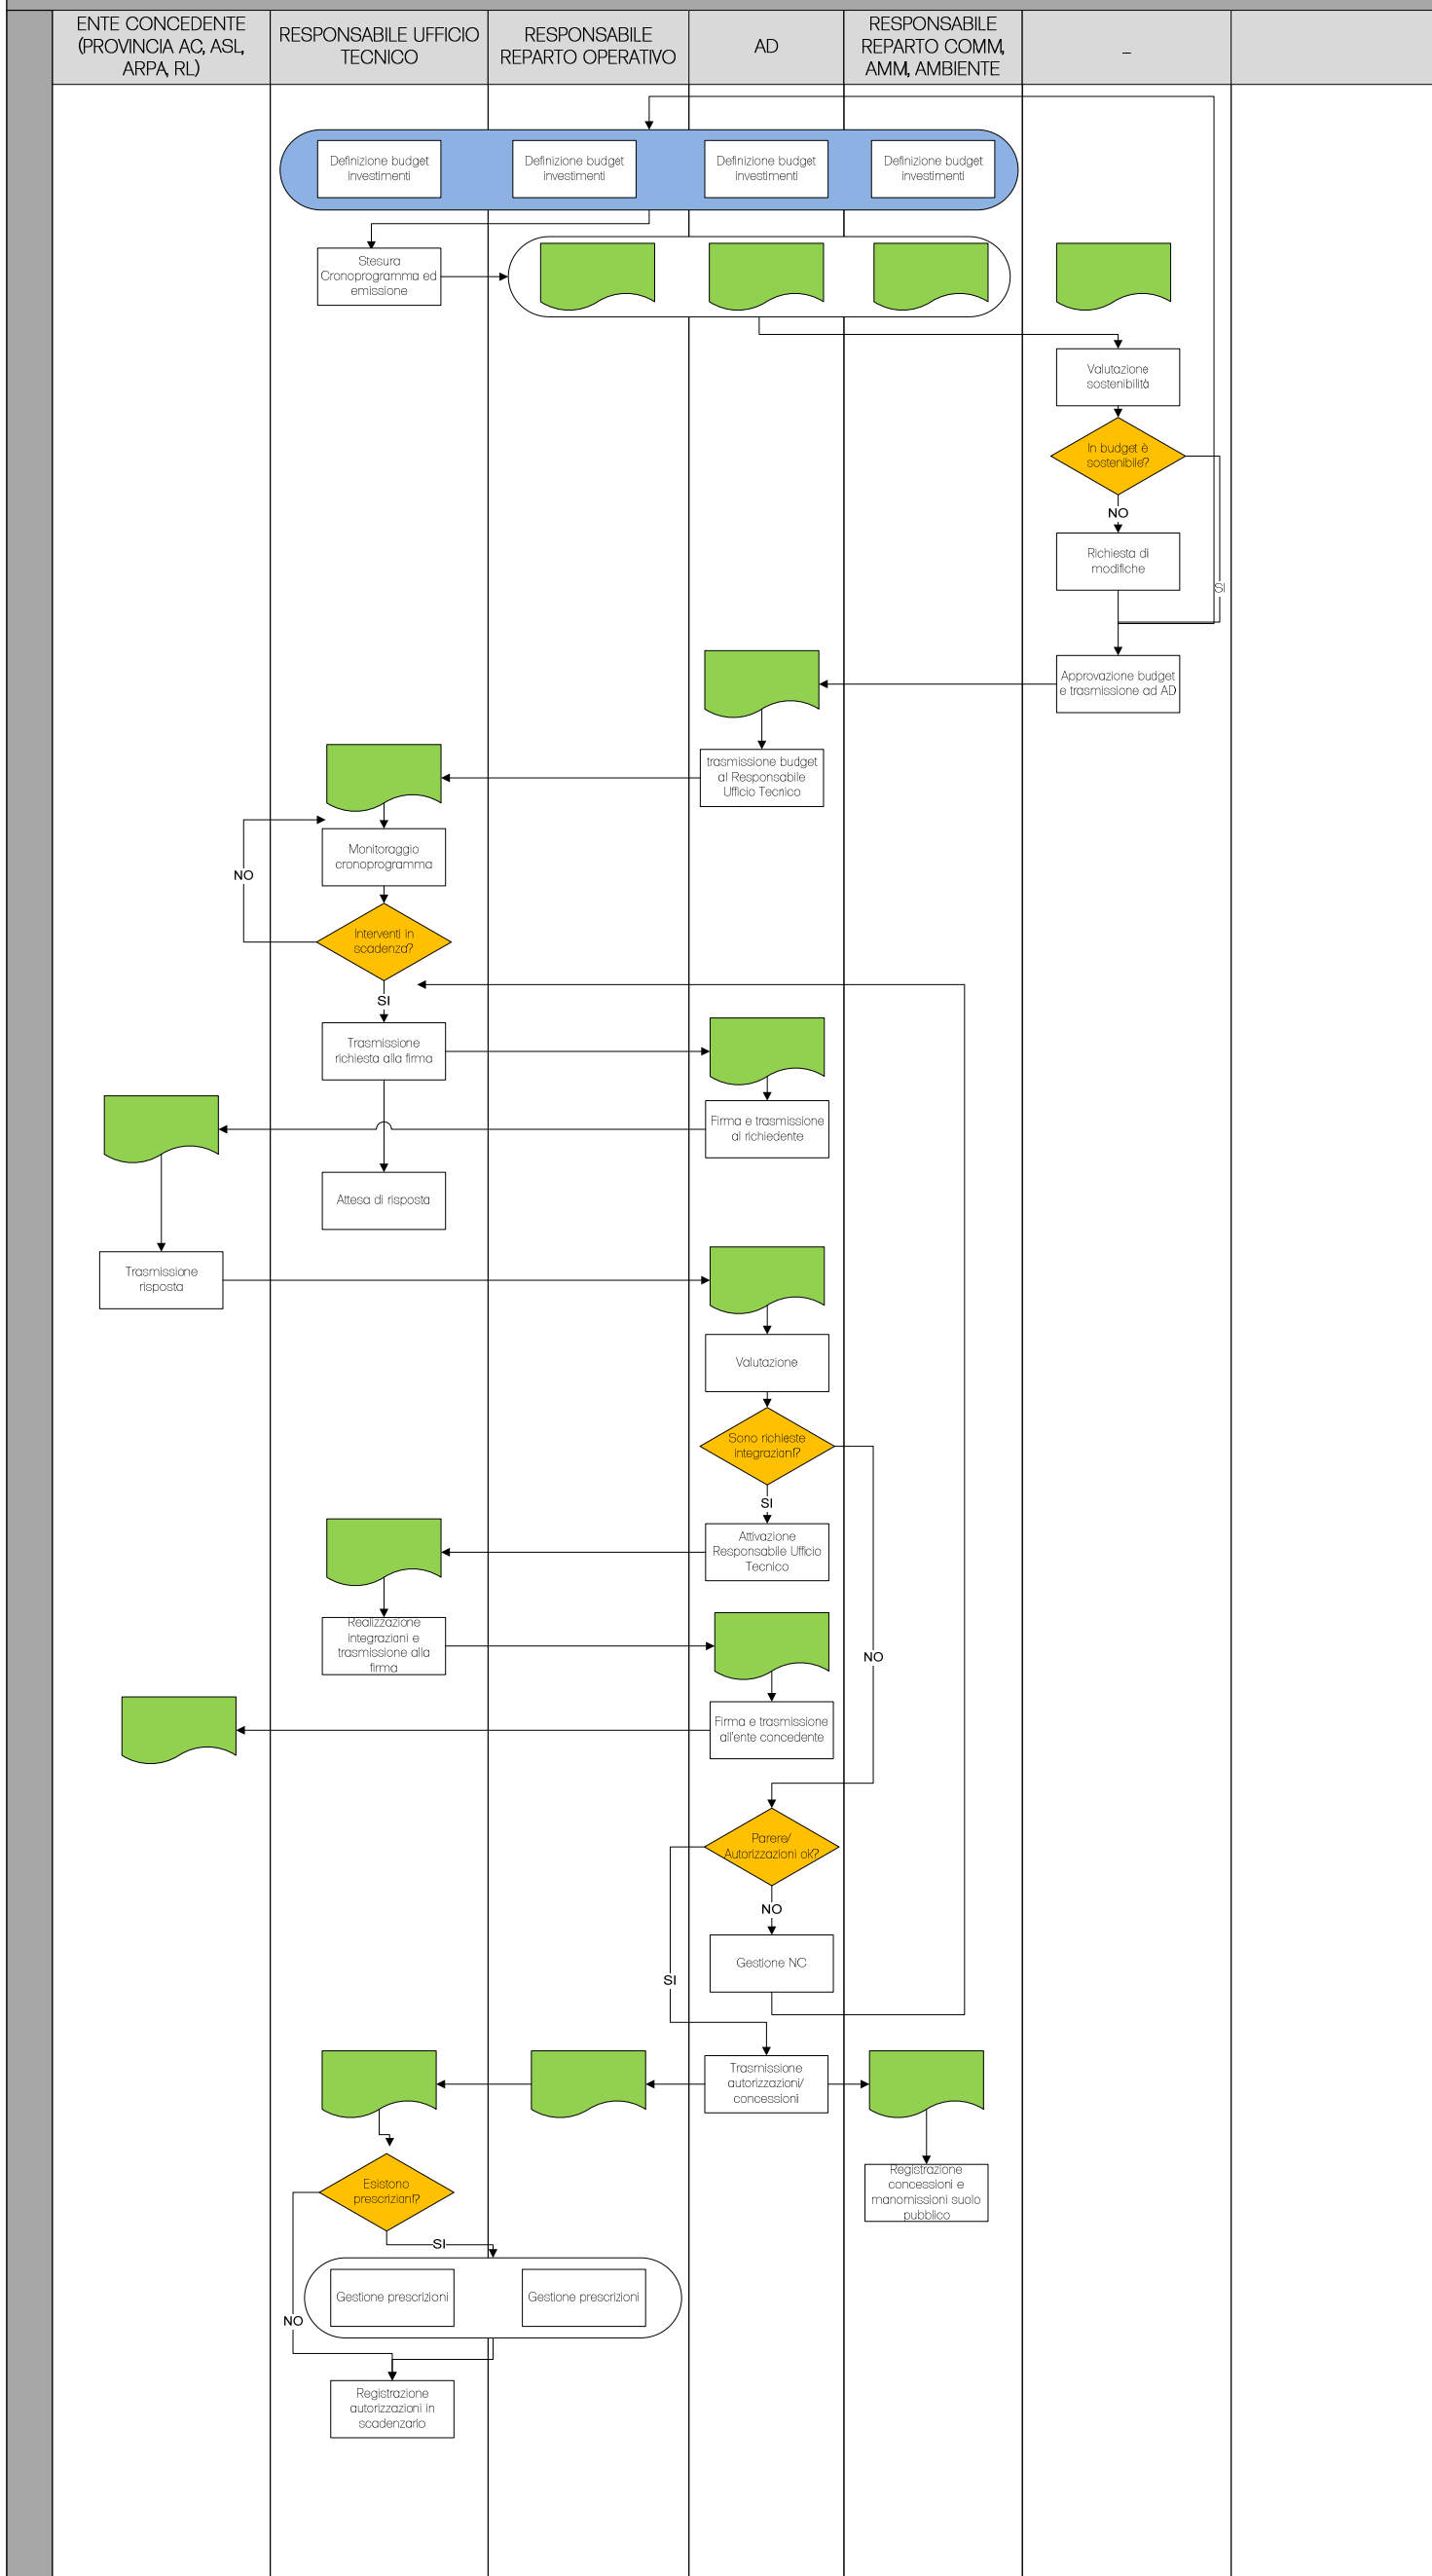 ENTE CONCEDENTE
(PROVINCIA AC, ASL,
ARPA, RL)
RESPONSABILE UFFICIO
TECNICO
RESPONSABILE
REPARTO OPERATIVO
AD
RESPONSABILE
REPARTO COMM,
AMM, AMBIENTE
_
Definizione budget
investimenti
Definizione budget
investimenti
Definizione budget
investimenti
Definizione budget
investimenti
Stesura
Cronoprogramma ed
emissione
Valutazione
sostenibilità
In budget è
sostenibile?
NO
Richiesta di
modifiche
SI
Approvazione budget
e trasmissione ad AD
trasmissione budget
al Responsabile
Ufficio Tecnico
Monitoraggio
cronoprogramma
NO
Interventi in
scadenza?
SI
Trasmissione
richiesta alla firma
Firma e trasmissione
al richiedente
Attesa di risposta
Trasmissione
risposta
Valutazione
Sono richieste
integrazioni?
SI
Attivazione
Responsabile Ufficio
Tecnico
Realizzazione
integrazioni e
trasmissione alla
firma
NO
Firma e trasmissione
all'ente concedente
Parere/
Autorizzazioni ok?
NO
Gestione NC
SI
Trasmissione
autorizzazioni/
concessioni
Esistono
prescrizioni?
Registrazione
concessioni e
manomissioni suolo
pubblico
SI
Gestione prescrizioni
Gestione prescrizioni
NO
Registrazione
autorizzazioni in
scadenzario